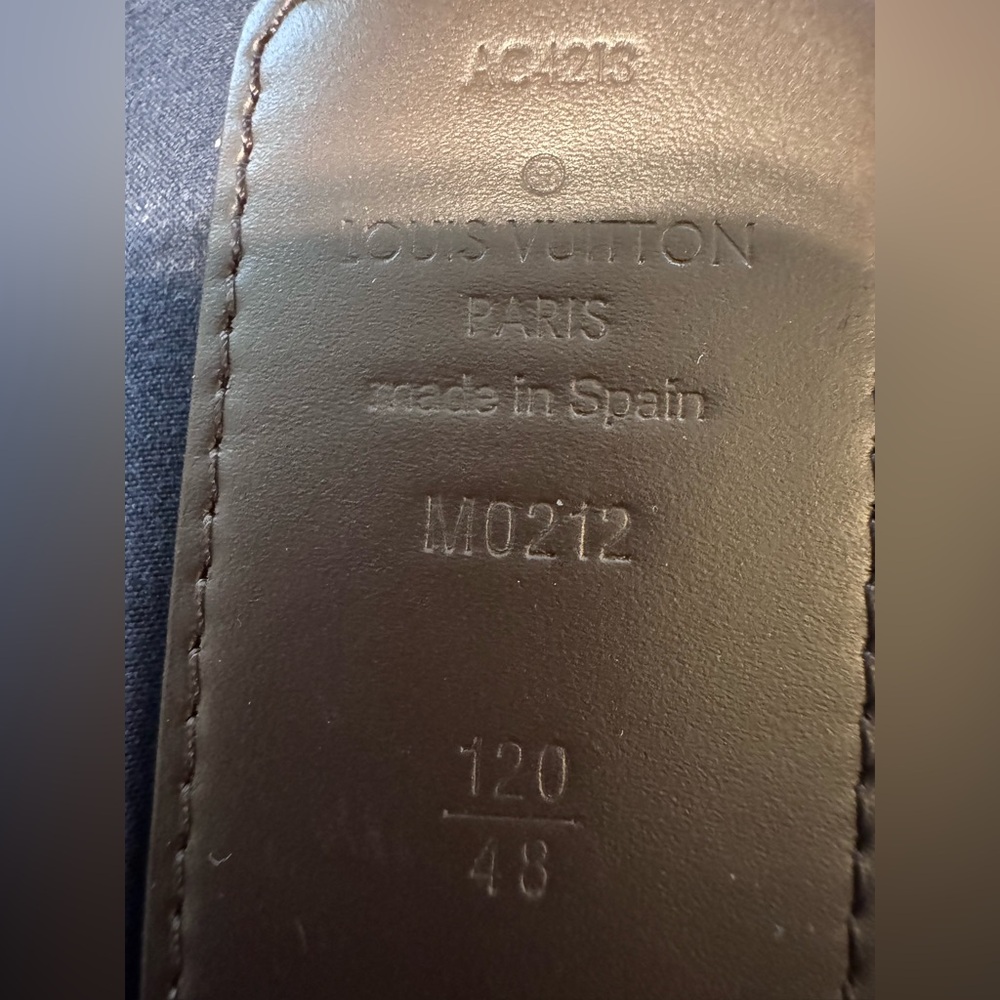 AC4213
®
LOUIS VUITTON
PARIS
made in Spain
M0212
120
48